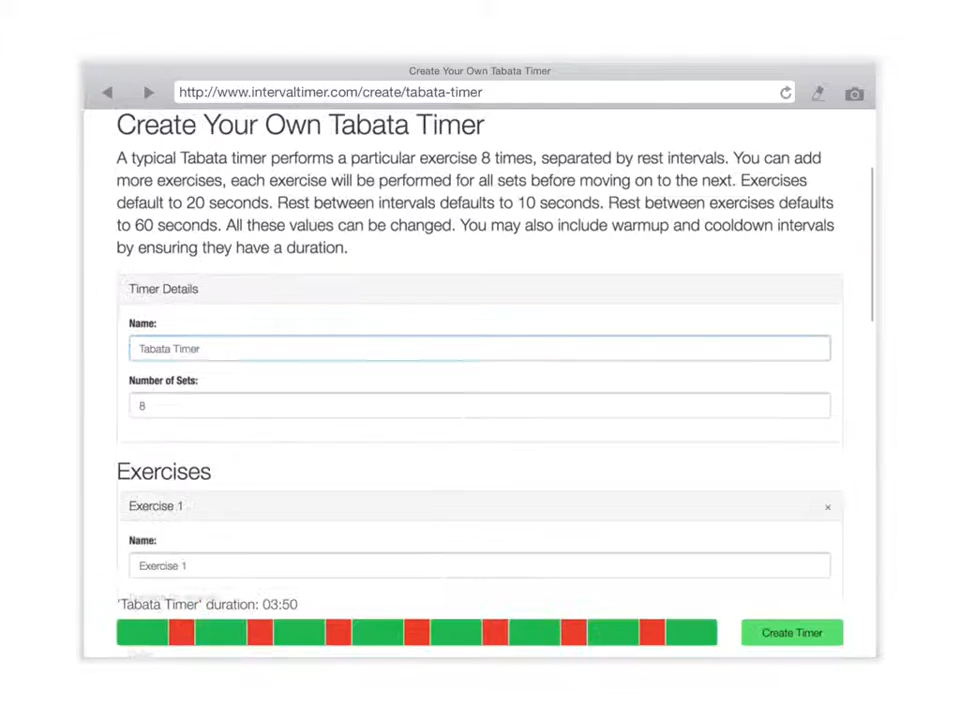 Create Your Own Tabata Timer
http://www.intervaltimer.com/create/tabata-timer
Create Your Own Tabata Timer
A typical Tabata timer performs a particular exercise 8 times, separated by rest intervals. You can add
more exercises, each exercise will be performed for all sets before moving on to the next. Exercises
default to 20 seconds. Rest between intervals defaults to 10 seconds. Rest between exercises defaults
to 60 seconds. All these values can be changed. You may also include warmup and cooldown intervals
by ensuring they have a duration.
Timer Details
Name:
Tabata Timer
Number of Sets:
8
Exercises
Exercise 1 ×
Name:
Exercise 1
'Tabata Timer' duration: 03:50
Create Timer